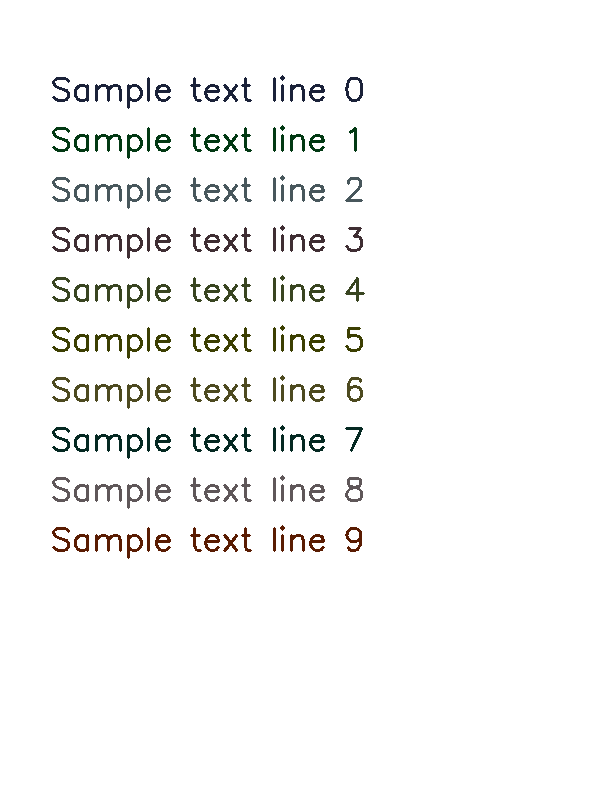 Sample text line 0
Sample text line 1
Sample text line 2
Sample text line 3
Sample text line 4
Sample text line 5
Sample text line 6
Sample text line 7
Sample text line 8
Sample text line 9